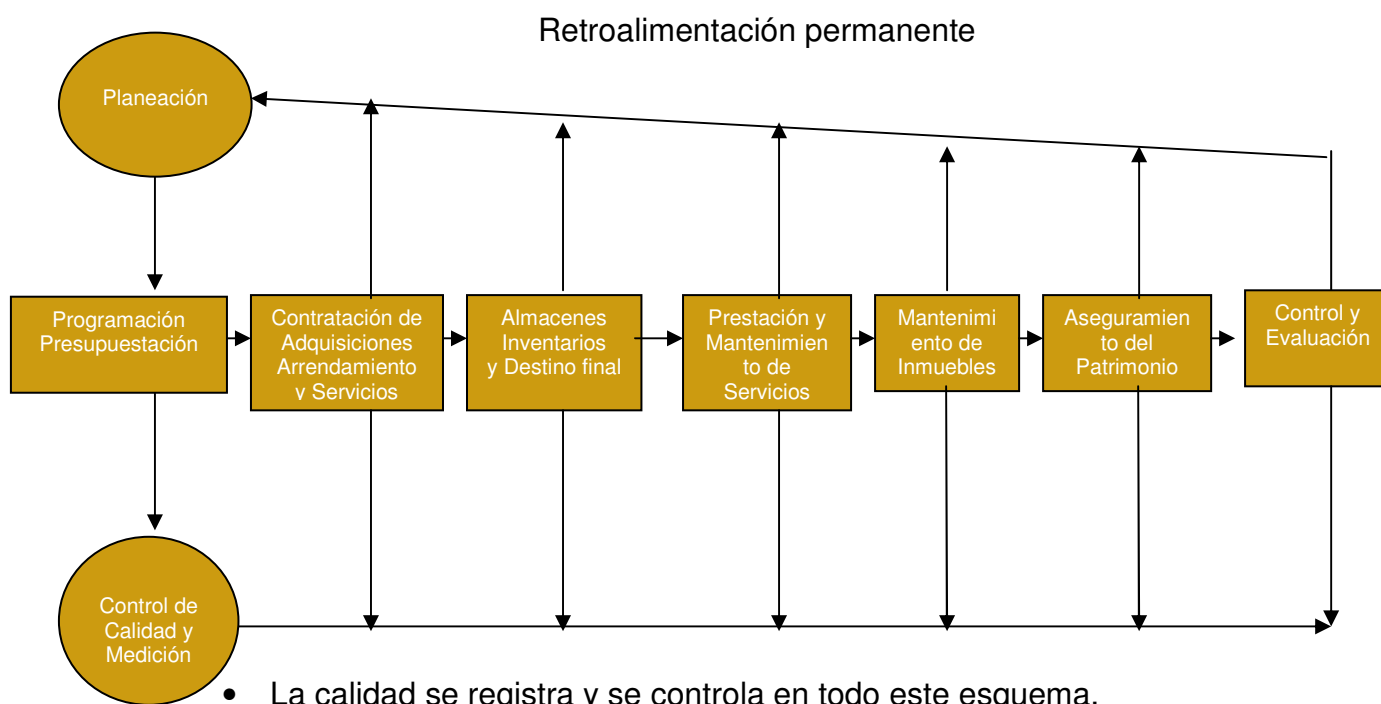 Retroalimentación permanente
Planeación
Programación
Presupuestación
Contratación de
Adquisiciones
Arrendamiento
y Servicios
Almacenes
Inventarios
y Destino final
Prestación y
Mantenimien
to de
Servicios
Mantenimi
ento de
Inmuebles
Aseguramien
to del
Patrimonio
Control y
Evaluación
Control de
Calidad y
Medición
• La calidad se registra y se controla en todo este esquema.